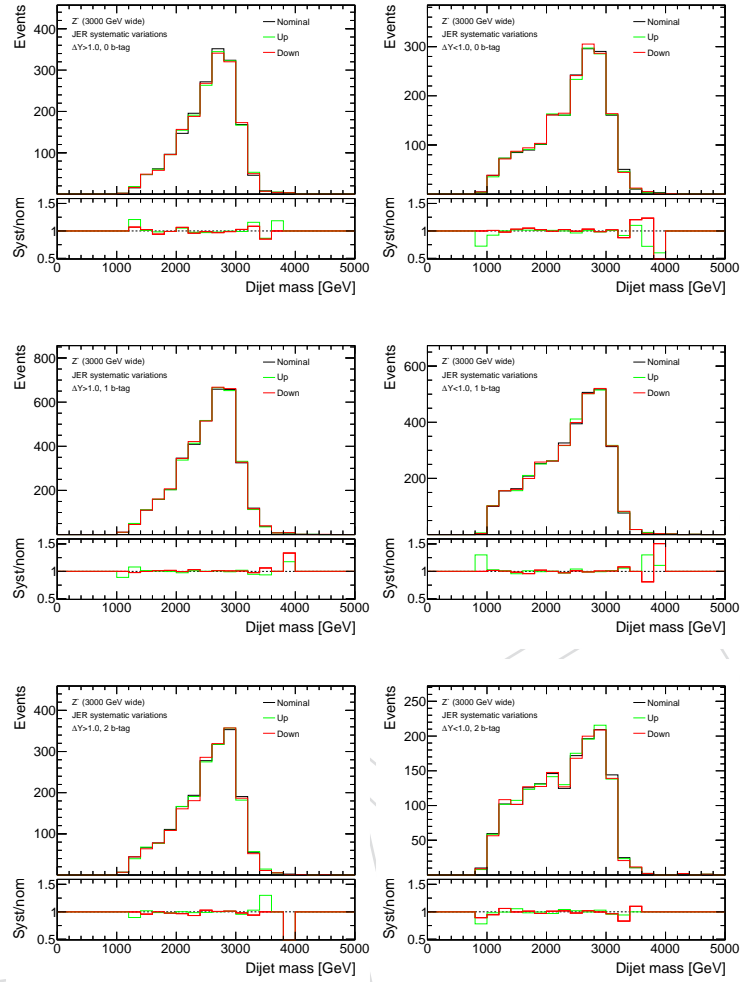 Events
400
300
200
100
Z` (3000 GeV wide)
JER systematic variations
ΔY>1.0, 0 b-tag
Nominal
Up
Down
Syst/nom
1.5
1
0.5
0 1000 2000 3000 4000 5000
Dijet mass [GeV]
Events
300
200
100
Z` (3000 GeV wide)
JER systematic variations
ΔY<1.0, 0 b-tag
Nominal
Up
Down
Syst/nom
1.5
1
0.5
0 1000 2000 3000 4000 5000
Dijet mass [GeV]
Events
800
600
400
200
Z` (3000 GeV wide)
JER systematic variations
ΔY>1.0, 1 b-tag
Nominal
Up
Down
Syst/nom
1.5
1
0.5
0 1000 2000 3000 4000 5000
Dijet mass [GeV]
Events
600
400
200
Z` (3000 GeV wide)
JER systematic variations
ΔY<1.0, 1 b-tag
Nominal
Up
Down
Syst/nom
1.5
1
0.5
0 1000 2000 3000 4000 5000
Dijet mass [GeV]
Events
400
300
200
100
Z` (3000 GeV wide)
JER systematic variations
ΔY>1.0, 2 b-tag
Nominal
Up
Down
Syst/nom
1.5
1
0.5
0 1000 2000 3000 4000 5000
Dijet mass [GeV]
Events
250
200
150
100
50
Z` (3000 GeV wide)
JER systematic variations
ΔY<1.0, 2 b-tag
Nominal
Up
Down
Syst/nom
1.5
1
0.5
0 1000 2000 3000 4000 5000
Dijet mass [GeV]